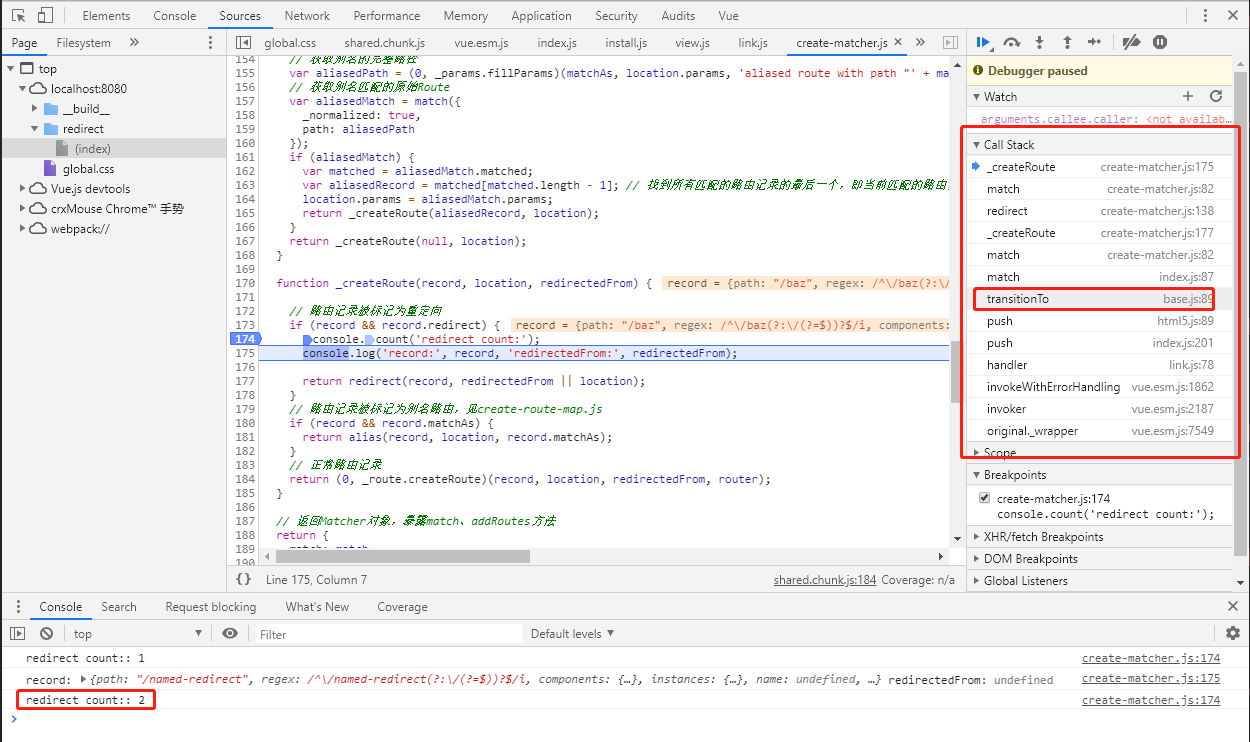 Elements Console Sources Network Performance Memory Application Security Audits Vue
Page Filesystem » global.css shared.chunk.js vue.esm.js index.js install.js view.js link.js create-matcher.js × »
top
localhost:8080
__build__
redirect
(index)
global.css
Vue.js devtools
crxMouse Chrome™ 手势
webpack://
154 // 获取别名的完整路径
155 var aliasedPath = (0, _params.fillParams)(matchAs, location.params, 'aliased route with path "' + ma
156 // 获取别名匹配的原始Route
157 var aliasedMatch = match({
158 _normalized: true,
159 path: aliasedPath
160 });
161 if (aliasedMatch) {
162 var matched = aliasedMatch.matched;
163 var aliasedRecord = matched[matched.length - 1]; // 找到所有匹配的路由记录的最后一个，即当前匹配的路由
164 location.params = aliasedMatch.params;
165 return _createRoute(aliasedRecord, location);
166 }
167 return _createRoute(null, location);
168 }
169
170 function _createRoute(record, location, redirectedFrom) { record = {path: "/baz", regex: /^\/baz(?:\/
171
172 // 路由记录被标记为重定向
173 if (record && record.redirect) { record = {path: "/baz", regex: /^\/baz(?:\/(?=$))?$/i, components:
174 console.count('redirect count:');
175 console.log('record:', record, 'redirectedFrom:', redirectedFrom);
176
177 return redirect(record, redirectedFrom || location);
178 }
179 // 路由记录被标记为别名路由，见create-route-map.js
180 if (record && record.matchAs) {
181 return alias(record, location, record.matchAs);
182 }
183 // 正常路由记录
184 return (0, _route.createRoute)(record, location, redirectedFrom, router);
185 }
186
187 // 返回Matcher对象，暴露match、addRoutes方法
188 return {
189 match: match,
190
{} Line 175, Column 7 shared.chunk.js:184 Coverage: n/a
Debugger paused
Watch
arguments.callee.caller: <not availab…
Call Stack
_createRoute create-matcher.js:175
match create-matcher.js:82
redirect create-matcher.js:138
_createRoute create-matcher.js:177
match create-matcher.js:82
match index.js:87
transitionTo base.js:89
push html5.js:89
push index.js:201
handler link.js:78
invokeWithErrorHandling vue.esm.js:1862
invoker vue.esm.js:2187
original._wrapper vue.esm.js:7549
Scope
Breakpoints
create-matcher.js:174
console.count('redirect count:');
XHR/fetch Breakpoints
DOM Breakpoints
Global Listeners
Console Search Request blocking What's New Coverage
top Filter Default levels
redirect count:: 1 create-matcher.js:174
record: {path: "/named-redirect", regex: /^\/named-redirect(?:\/(?=$))?$/i, components: {…}, instances: {…}, name: undefined, …} redirectedFrom: undefined create-matcher.js:175
redirect count:: 2 create-matcher.js:174